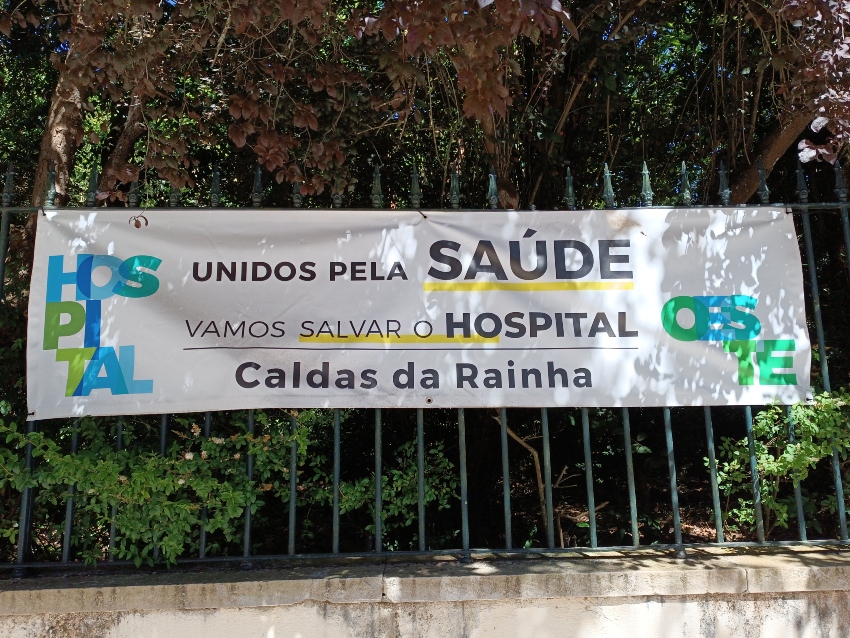 HOS
PI
TAL
UNIDOS PELA SAÚDE
VAMOS SALVAR O HOSPITAL
Caldas da Rainha
OES
TE